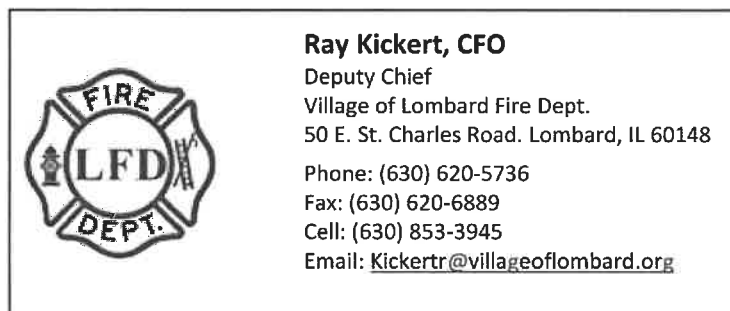 FIRE
LFD
DEPT.
Ray Kickert, CFO
Deputy Chief
Village of Lombard Fire Dept.
50 E. St. Charles Road. Lombard, IL 60148
Phone: (630) 620-5736
Fax: (630) 620-6889
Cell: (630) 853-3945
Email: Kickertr@villageoflombard.org